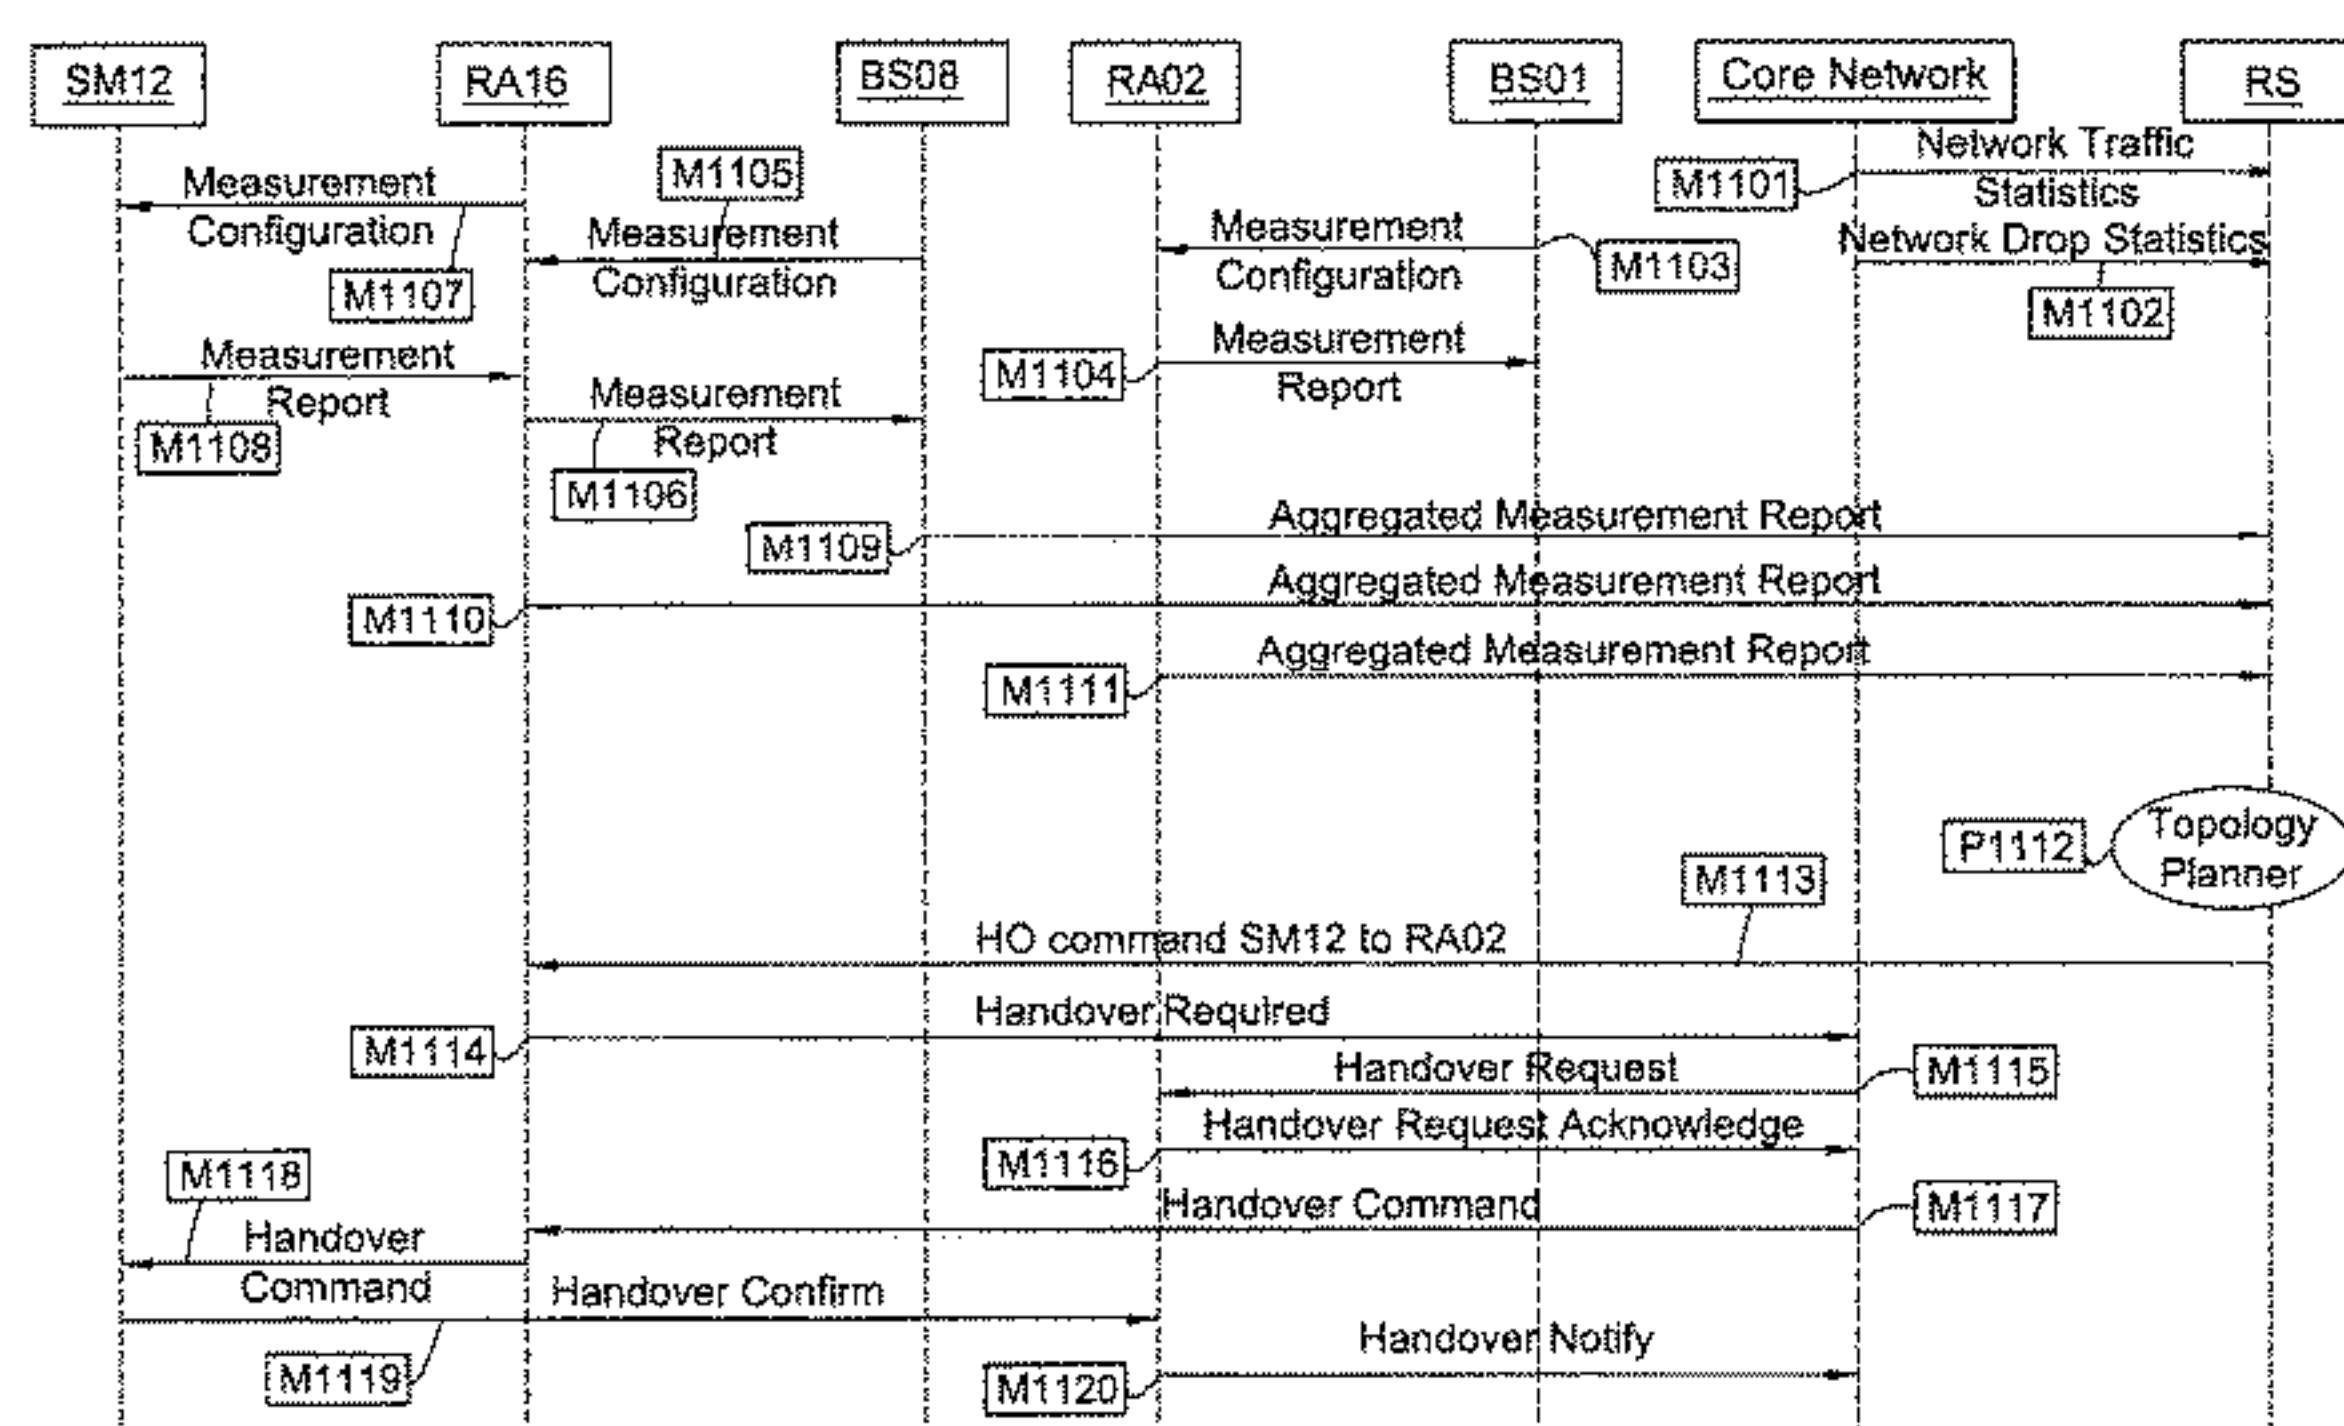 SM12
RA16
BS08
RA02
BS01
Core Network
RS
Network Traffic
Statistics
M1101
M1105
Measurement
Configuration
M1107
Measurement
Configuration
Measurement
Configuration
M1103
Network Drop Statistics
M1102
Measurement
Report
M1104
Measurement
Report
M1108
Measurement
Report
M1106
Aggregated Measurement Report
M1109
Aggregated Measurement Report
M1110
Aggregated Measurement Report
M1111
Topology
Planner
P1112
M1113
HO command SM12 to RA02
Handover Required
M1114
Handover Request
M1115
Handover Request Acknowledge
M1116
M1118
Handover Command
M1117
Handover
Command
Handover Confirm
M1119
Handover Notify
M1120